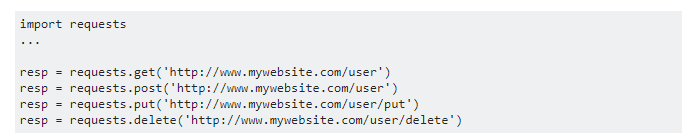 import requests
...
resp = requests.get('http://www.mywebsite.com/user')
resp = requests.post('http://www.mywebsite.com/user')
resp = requests.put('http://www.mywebsite.com/user/put')
resp = requests.delete('http://www.mywebsite.com/user/delete')